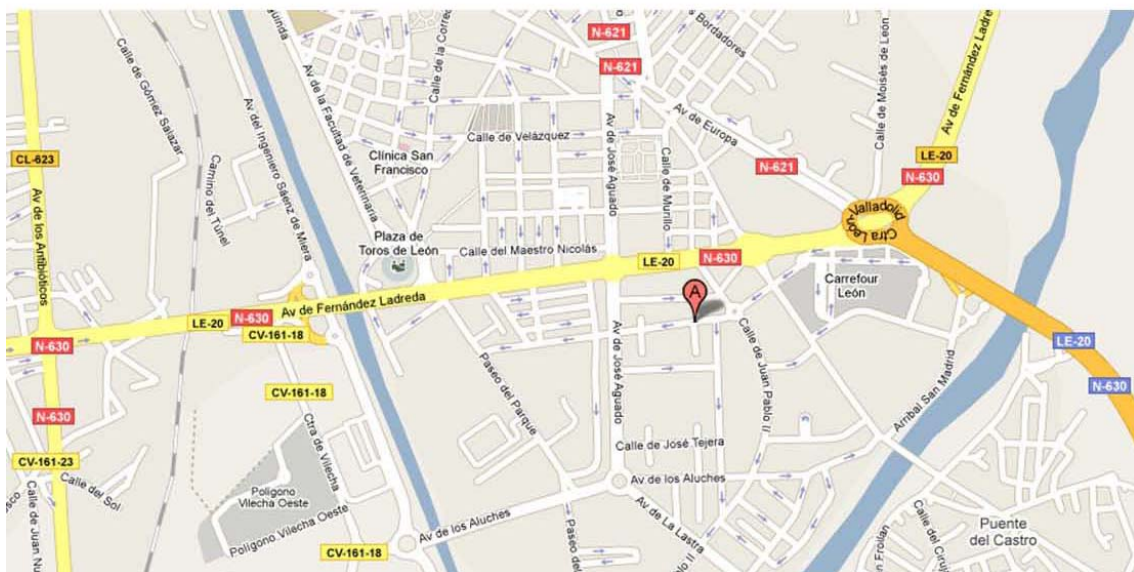 N-621
Bordadores
Calle de Gómez Salazar
Av del Ingeniero Sáenz de Miera
Av de la Facultad de Veterinaria
N-621
Calle de Moisés de León
Av de Fernández
Av de Europa
Calle de Velázquez
Av de José Aguado
Calle de Murillo
CL-623
Clínica San
Francisco
N-621
LE-20
N-630
Camino del Túnel
Av de los Antibióticos
Plaza de
Toros de León
Calle del Maestro Nicolás
Ctra León-Valladolid
LE-20
N-630
Carrefour
León
A
Av de Fernández Ladreda
N-630
LE-20
CV-161-18
N-630
Av de José Aguado
Calle de Juan Pablo II
LE-20
N-630
Paseo del Parque
CV-161-18
Arribal San Madrid
N-630
Ctra de Vilecha
Calle de José Tejera
CV-161-23
Calle del Sol
Polígono
Vilecha Oeste
Av de los Aluches
Av de La Lastra
Polígono Vilecha Oeste
Av de los Aluches
Puente
del Castro
CV-161-18
Calle de Juan
Paseo del
Froilan
Calle del